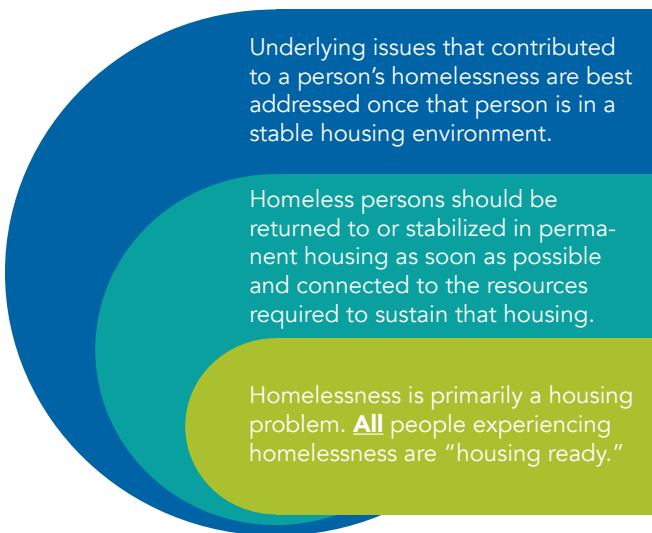 Underlying issues that contributed
to a person’s homelessness are best
addressed once that person is in a
stable housing environment.
Homeless persons should be
returned to or stabilized in perma-
nent housing as soon as possible
and connected to the resources
required to sustain that housing.
Homelessness is primarily a housing
problem. All people experiencing
homelessness are “housing ready.”